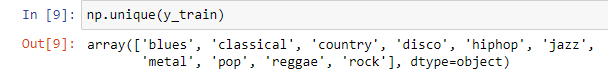 In [9]: np.unique(y_train)
Out[9]: array(['blues', 'classical', 'country', 'disco', 'hiphop', 'jazz',
'metal', 'pop', 'reggae', 'rock'], dtype=object)